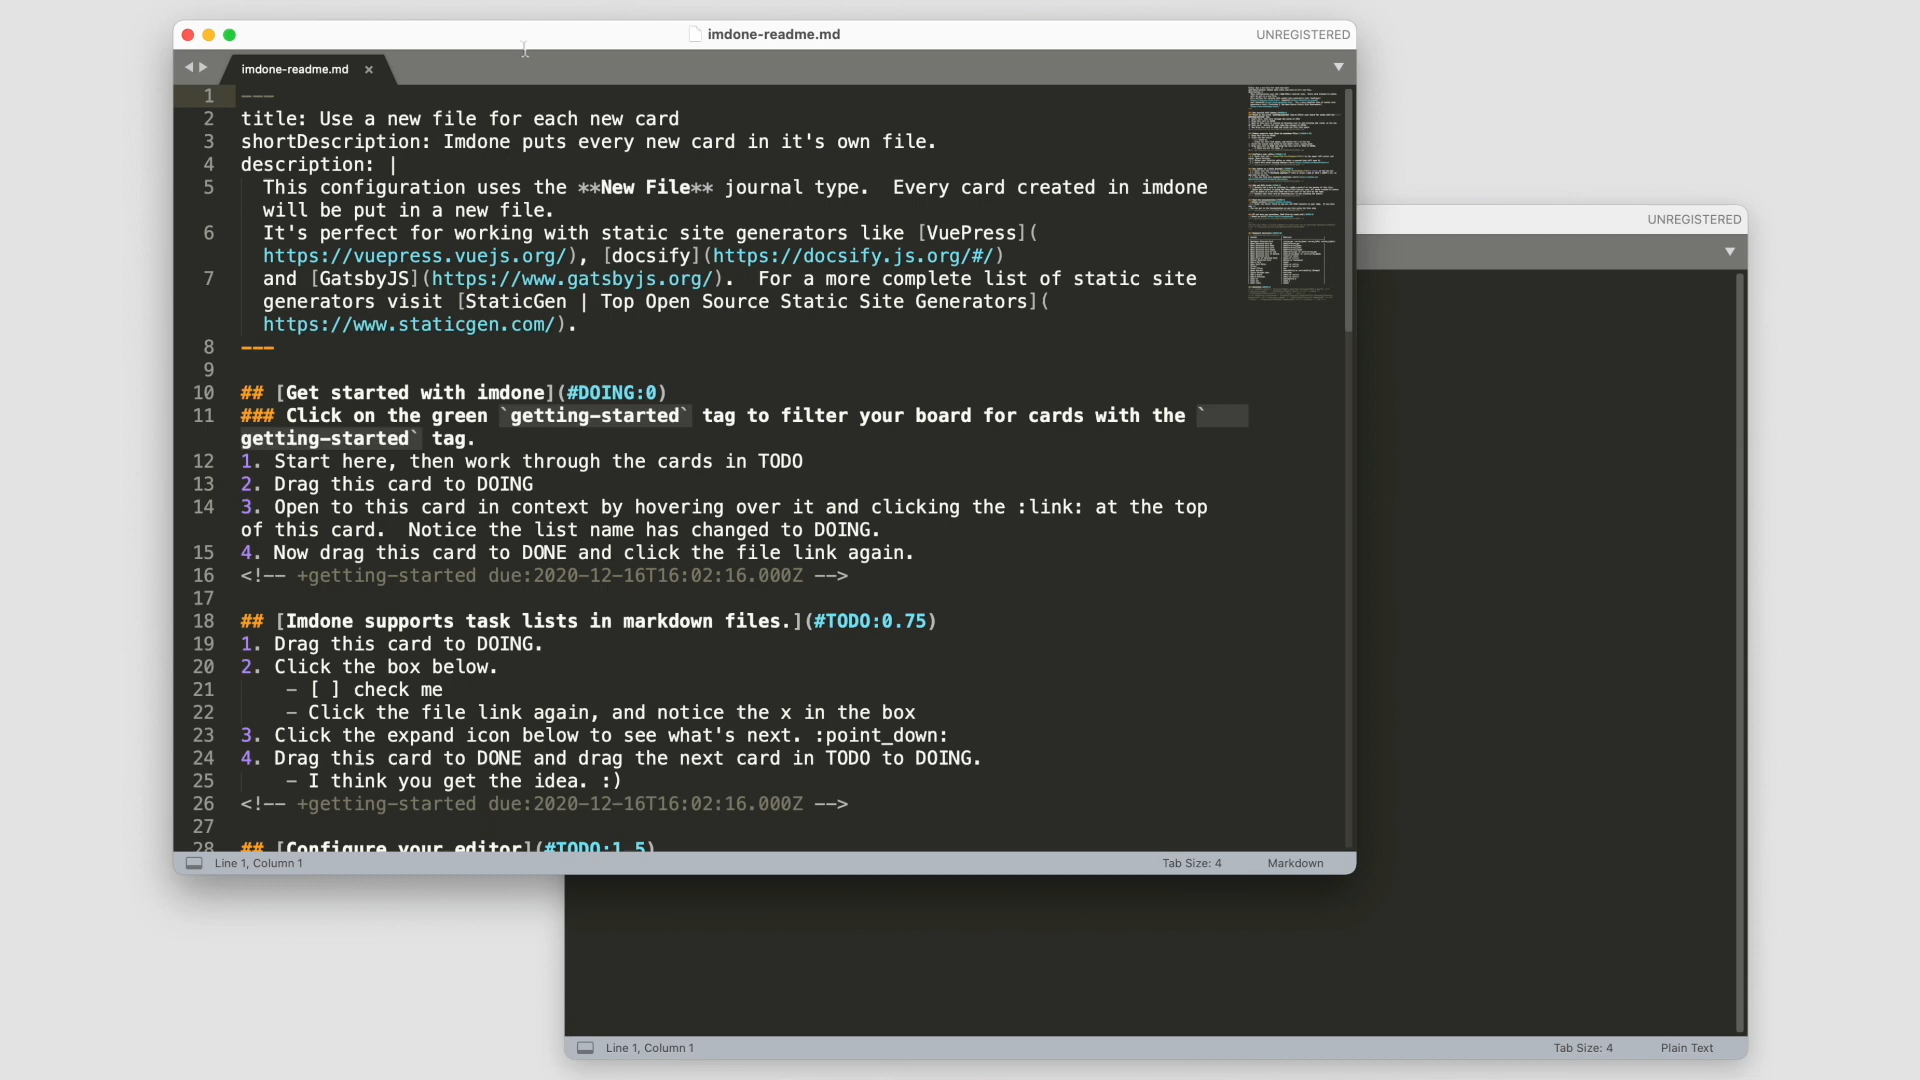 imdone-readme.md
UNREGISTERED
imdone-readme.md
1 ---
2 title: Use a new file for each new card
3 shortDescription: Imdone puts every new card in it's own file.
4 description: |
5 This configuration uses the **New File** journal type.  Every card created in imdone
will be put in a new file.
6 It's perfect for working with static site generators like [VuePress](
https://vuepress.vuejs.org/), [docsify](https://docsify.js.org/#/)
7 and [GatsbyJS](https://www.gatsbyjs.org/).  For a more complete list of static site
generators visit [StaticGen | Top Open Source Static Site Generators](
https://www.staticgen.com/).
8 ---
9
10 ## [Get started with imdone](#DOING:0)
11 ### Click on the green `getting-started` tag to filter your board for cards with the `
getting-started` tag.
12 1. Start here, then work through the cards in TODO
13 2. Drag this card to DOING
14 3. Open to this card in context by hovering over it and clicking the :link: at the top
of this card.  Notice the list name has changed to DOING.
15 4. Now drag this card to DONE and click the file link again.
16 <!-- +getting-started due:2020-12-16T16:02:16.000Z -->
17
18 ## [Imdone supports task lists in markdown files.](#TODO:0.75)
19 1. Drag this card to DOING.
20 2. Click the box below.
21 - [ ] check me
22 - Click the file link again, and notice the x in the box
23 3. Click the expand icon below to see what's next. :point_down:
24 4. Drag this card to DONE and drag the next card in TODO to DOING.
25 - I think you get the idea. :)
26 <!-- +getting-started due:2020-12-16T16:02:16.000Z -->
27
28 ## [Configure your editor](#TODO:1.5)
Line 1, Column 1
Tab Size: 4
Markdown
UNREGISTERED
Line 1, Column 1
Tab Size: 4
Plain Text